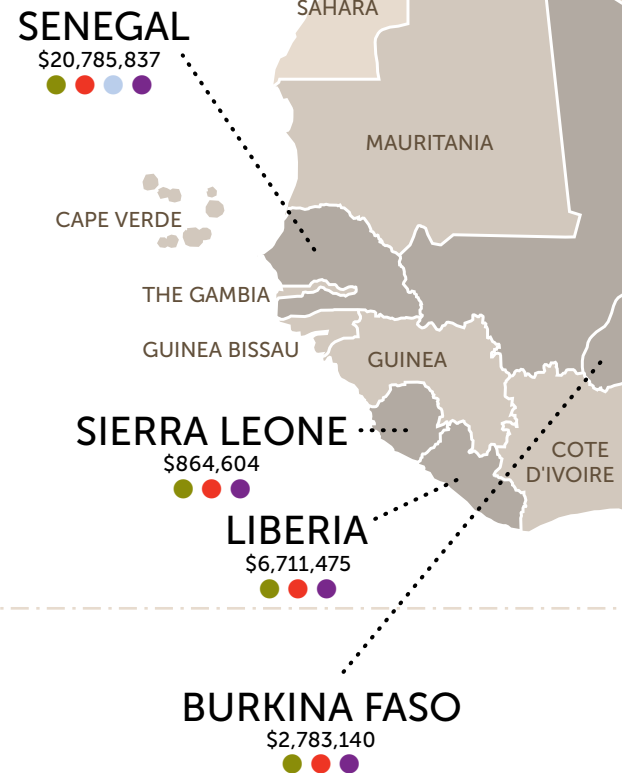 SAHARA
SENEGAL
$20,785,837
MAURITANIA
CAPE VERDE
THE GAMBIA
GUINEA BISSAU
GUINEA
SIERRA LEONE
$864,604
COTE
D'IVOIRE
LIBERIA
$6,711,475
BURKINA FASO
$2,783,140